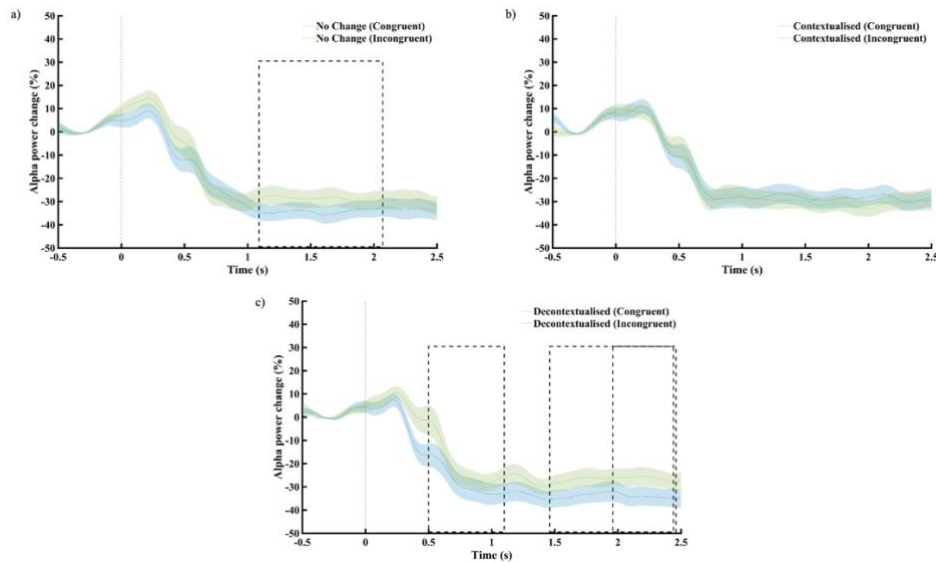 a)
No Change (Congruent)
No Change (Incongruent)
Alpha power change (%)
50
40
30
20
10
0
-10
-20
-30
-40
-50
-0.5 0 0.5 1 1.5 2 2.5
Time (s)
b)
Contextualised (Congruent)
Contextualised (Incongruent)
Alpha power change (%)
50
40
30
20
10
0
-10
-20
-30
-40
-50
-0.5 0 0.5 1 1.5 2 2.5
Time (s)
c)
Decontextualised (Congruent)
Decontextualised (Incongruent)
Alpha power change (%)
50
40
30
20
10
0
-10
-20
-30
-40
-50
-0.5 0 0.5 1 1.5 2 2.5
Time (s)